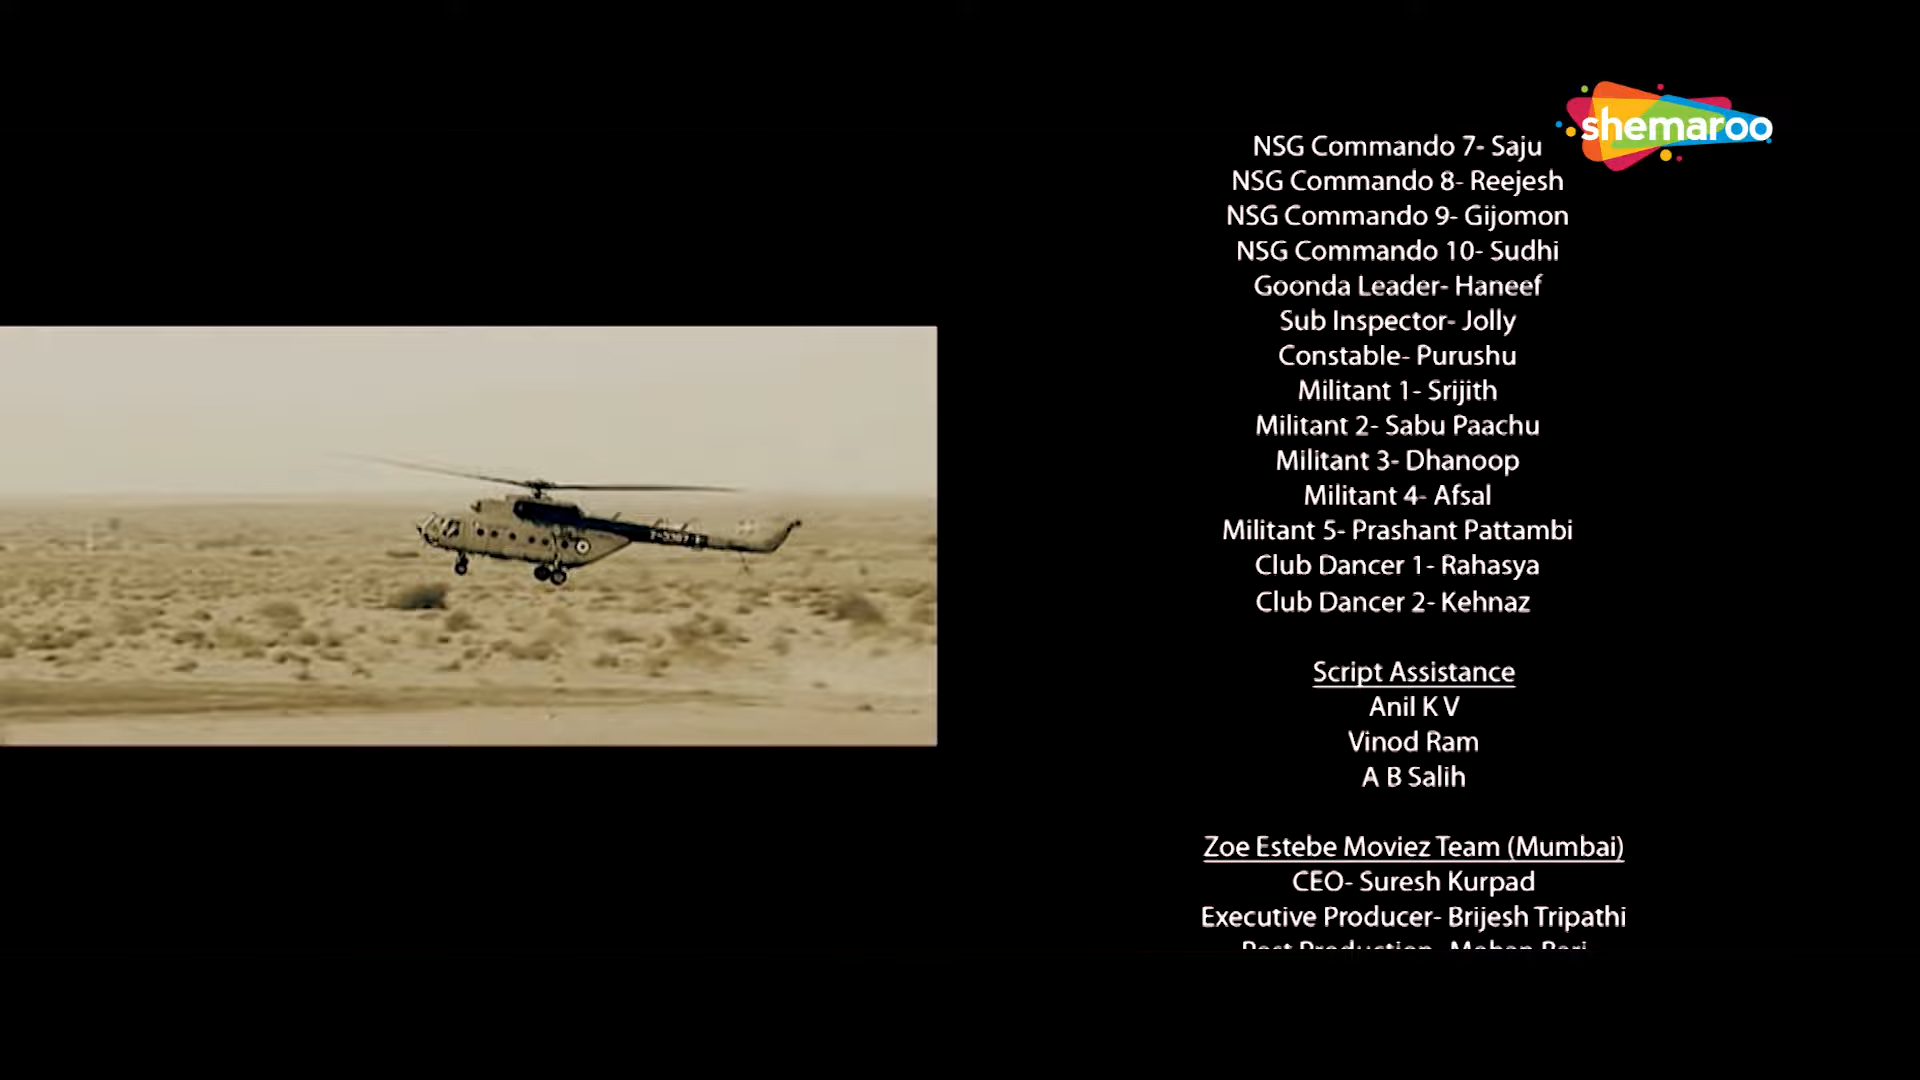 shemaroo
NSG Commando 7- Saju
NSG Commando 8- Reejesh
NSG Commando 9- Gijomon
NSG Commando 10- Sudhi
Goonda Leader- Haneef
Sub Inspector- Jolly
Constable- Purushu
Militant 1- Srijith
Militant 2- Sabu Paachu
Militant 3- Dhanoop
Militant 4- Afsal
Militant 5- Prashant Pattambi
Club Dancer 1- Rahasya
Club Dancer 2- Kehnaz
Script Assistance
Anil K V
Vinod Ram
A B Salih
Zoe Estebe Moviez Team (Mumbai)
CEO- Suresh Kurpad
Executive Producer- Brijesh Tripathi
Post Production- Mohan